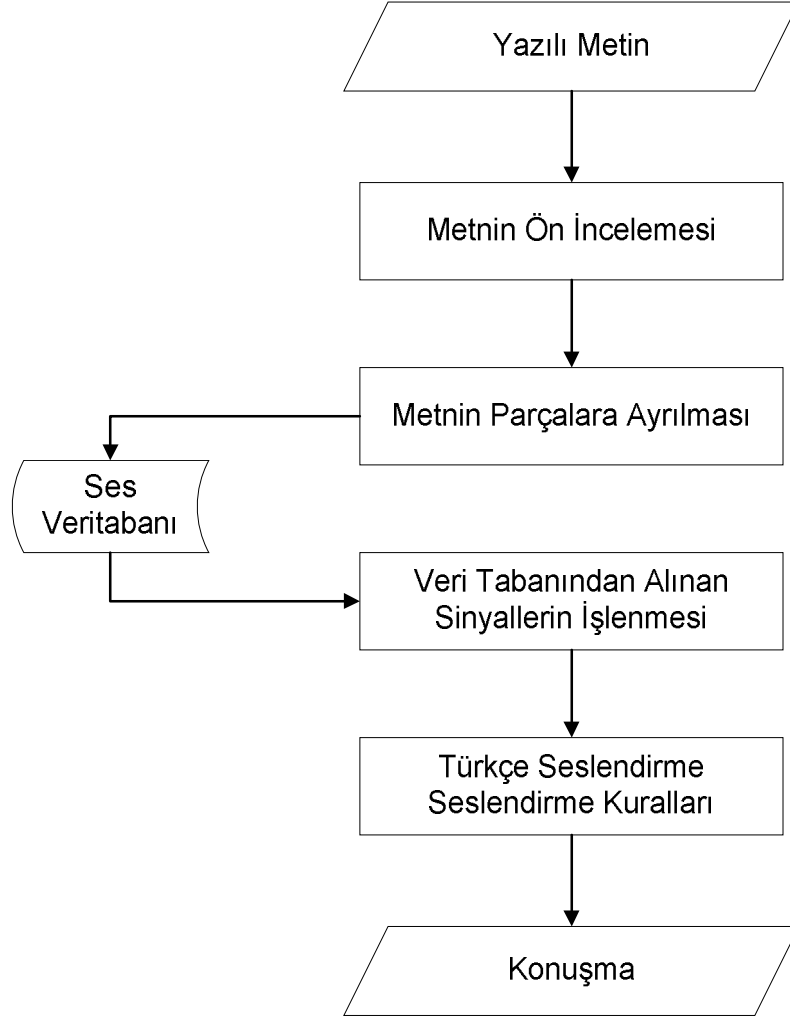 Yazılı Metin
Metnin Ön İncelemesi
Metnin Parçalara Ayrılması
Ses
Veritabanı
Veri Tabanından Alınan
Sinyallerin İşlenmesi
Türkçe Seslendirme
Seslendirme Kuralları
Konuşma